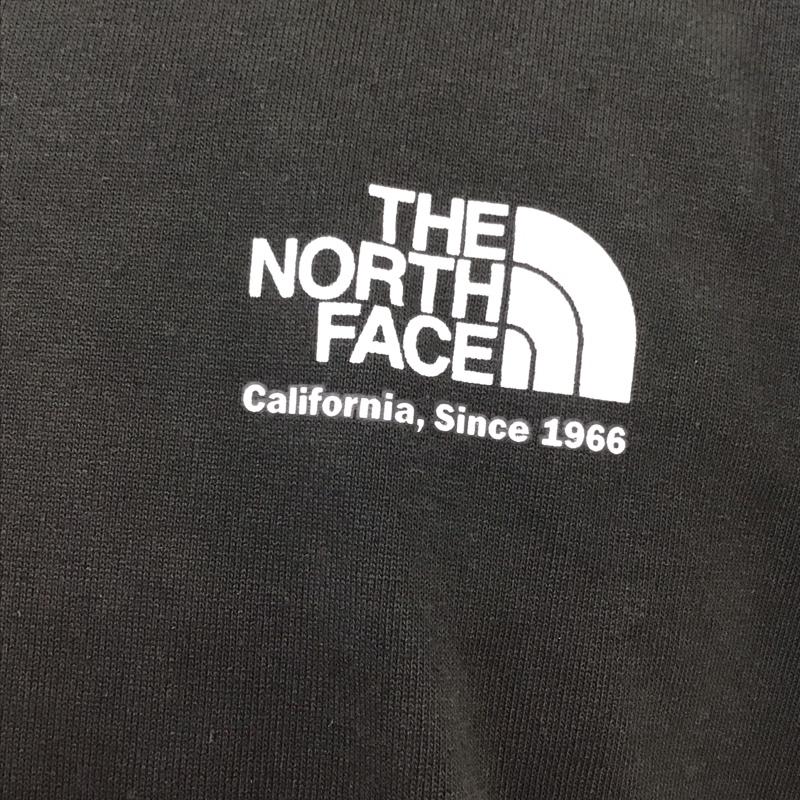 THE
NORTH
FACE
California, Since 1966